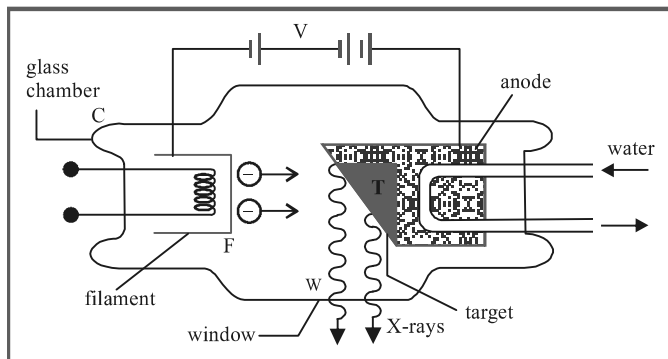 V
glass
chamber
C
anode
water
T
F
filament
W
window
X-rays
target